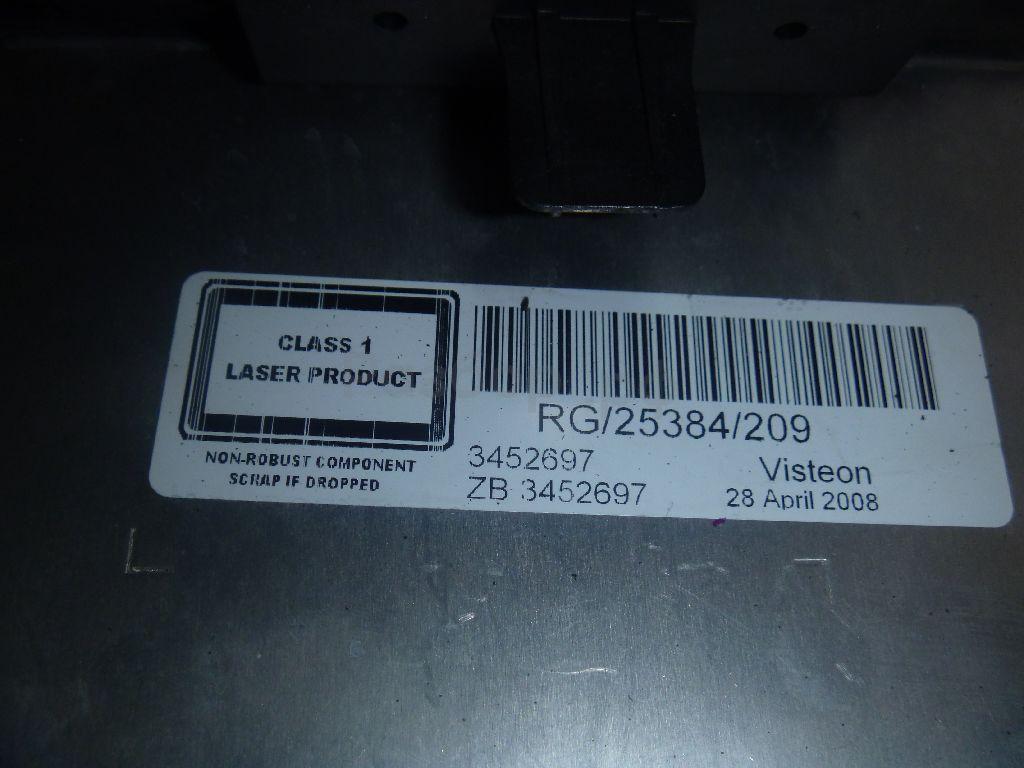 CLASS 1
LASER PRODUCT
NON-ROBUST COMPONENT
SCRAP IF DROPPED
RG/25384/209
3452697
ZB 3452697
Visteon
28 April 2008